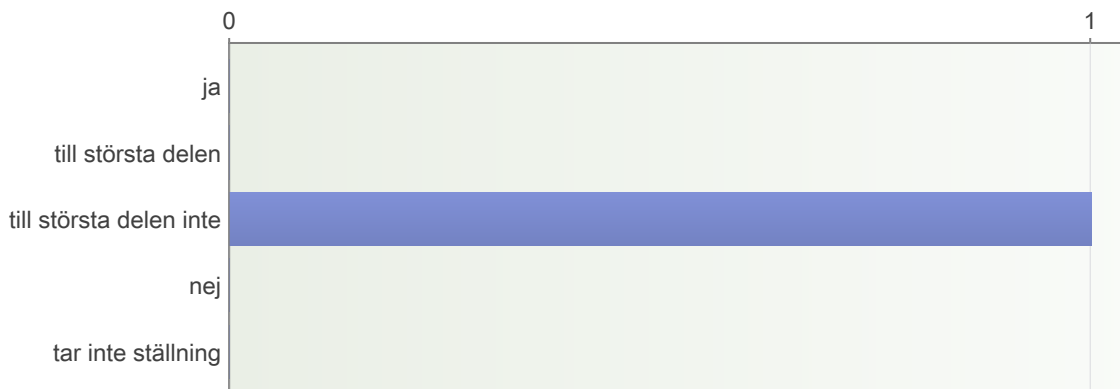 0 1
ja
till största delen
till största delen inte
nej
tar inte ställning